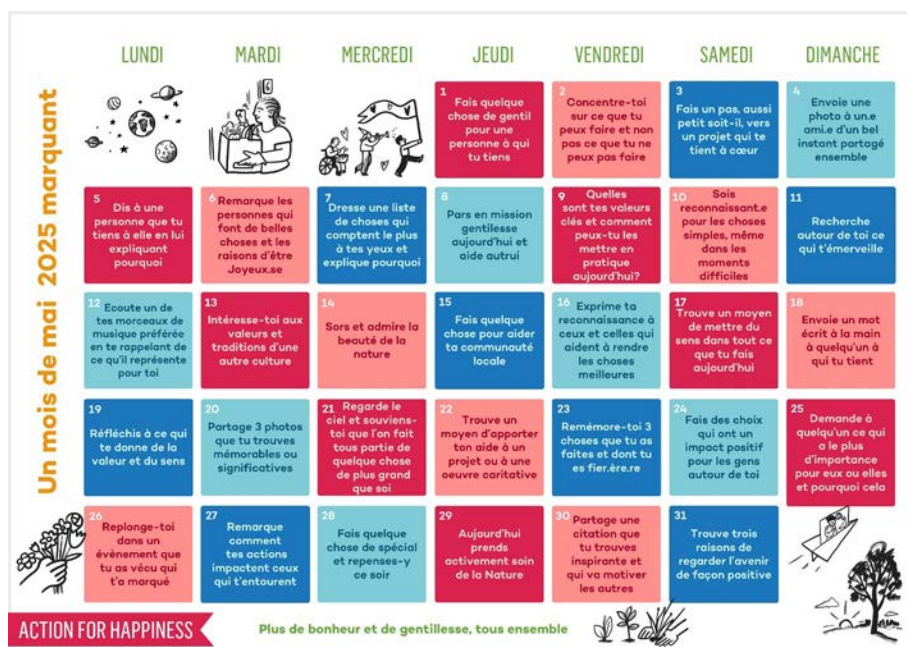 LUNDI MARDI MERCREDI JEUDI VENDREDI SAMEDI DIMANCHE
Un mois de mai 2025 marquant
1
Fais quelque
chose de gentil
pour une
personne à qui
tu tiens
2
Concentre-toi
sur ce que tu
peux faire et non
pas ce que tu ne
peux pas faire
3
Fais un pas, aussi
petit soit-il, vers
un projet qui te
tient à cœur
4
Envoie une
photo à un.e
ami.e d'un bel
instant partagé
ensemble
5
Dis à une
personne que tu
tiens à elle en lui
expliquant
pourquoi
6
Remarque les
personnes qui
font de belles
choses et les
raisons d'être
Joyeux.se
7
Dresse une liste
de choses qui
comptent le plus
à tes yeux et
explique pourquoi
8
Pars en mission
gentillesse
aujourd'hui et
aide autrui
9
Quelles
sont tes valeurs
clés et comment
peux-tu les
mettre en
pratique
aujourd'hui?
10
Sois
reconnaissant.e
pour les choses
simples, même
dans les
moments
difficiles
11
Recherche
autour de toi ce
qui t'émerveille
12
Ecoute un de
tes morceaux de
musique préférée
en te rappelant de
ce qu'il représente
pour toi
13
Intéresse-toi aux
valeurs et
traditions d'une
autre culture
14
Sors et admire la
beauté de la
nature
15
Fais quelque
chose pour aider
ta communauté
locale
16
Exprime ta
reconnaissance à
ceux et celles qui
aident à rendre
les choses
meilleures
17
Trouve un moyen
de mettre du
sens dans tout ce
que tu fais
aujourd'hui
18
Envoie un mot
écrit à la main
à quelqu'un à
qui tu tient
19
Réfléchis à ce qui
te donne de la
valeur et du sens
20
Partage 3 photos
que tu trouves
mémorables ou
significatives
21
Regarde le
ciel et souviens-
toi que l'on fait
tous partie de
quelque chose
de plus grand
que soi
22
Trouve un
moyen d'apporter
ton aide à un
projet ou à une
oeuvre caritative
23
Remémore-toi 3
choses que tu as
faites et dont tu
es fier.ère.re
24
Fais des choix
qui ont un
impact positif
pour les gens
autour de toi
25
Demande à
quelqu'un ce qui
a le plus
d'importance
pour eux ou elles
et pourquoi cela
26
Replonge-toi
dans un
évènement que
tu as vécu qui
t'a marqué
27
Remarque
comment
tes actions
impactent ceux
qui t'entourent
28
Fais quelque
chose de spécial
et repenses-y
ce soir
29
Aujourd'hui
prends
activement soin
de la Nature
30
Partage une
citation que
tu trouves
inspirante et
qui va motiver
les autres
31
Trouve trois
raisons de
regarder l'avenir
de façon positive
ACTION FOR HAPPINESS
Plus de bonheur et de gentillesse, tous ensemble